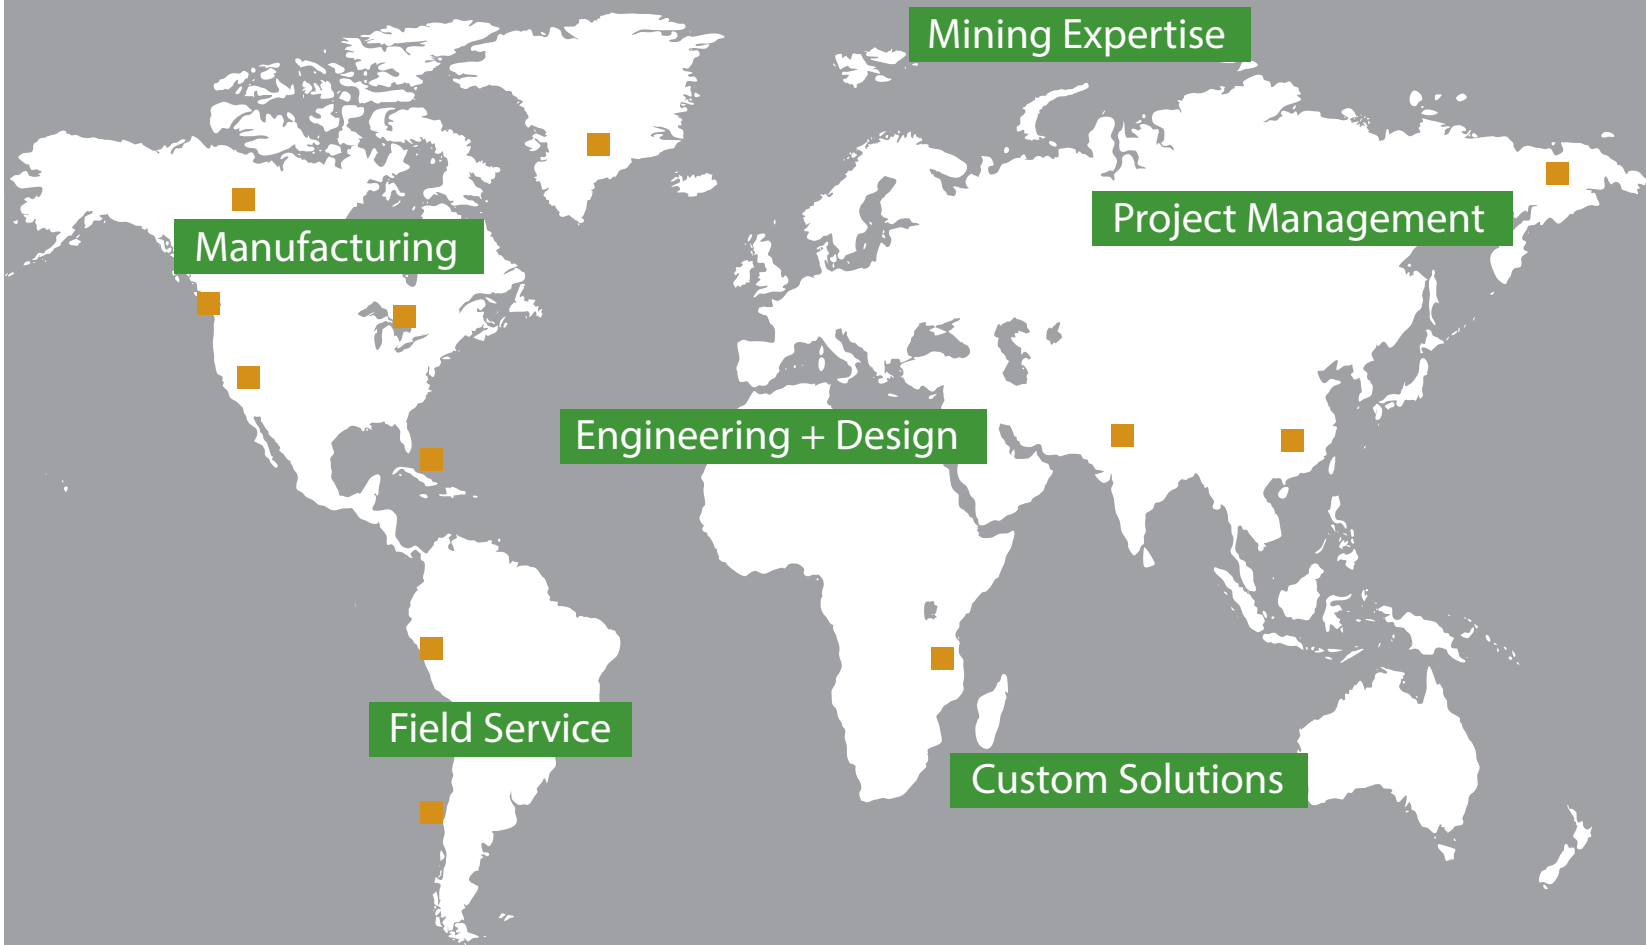 Mining Expertise
Project Management
Manufacturing
Engineering + Design
Field Service
Custom Solutions